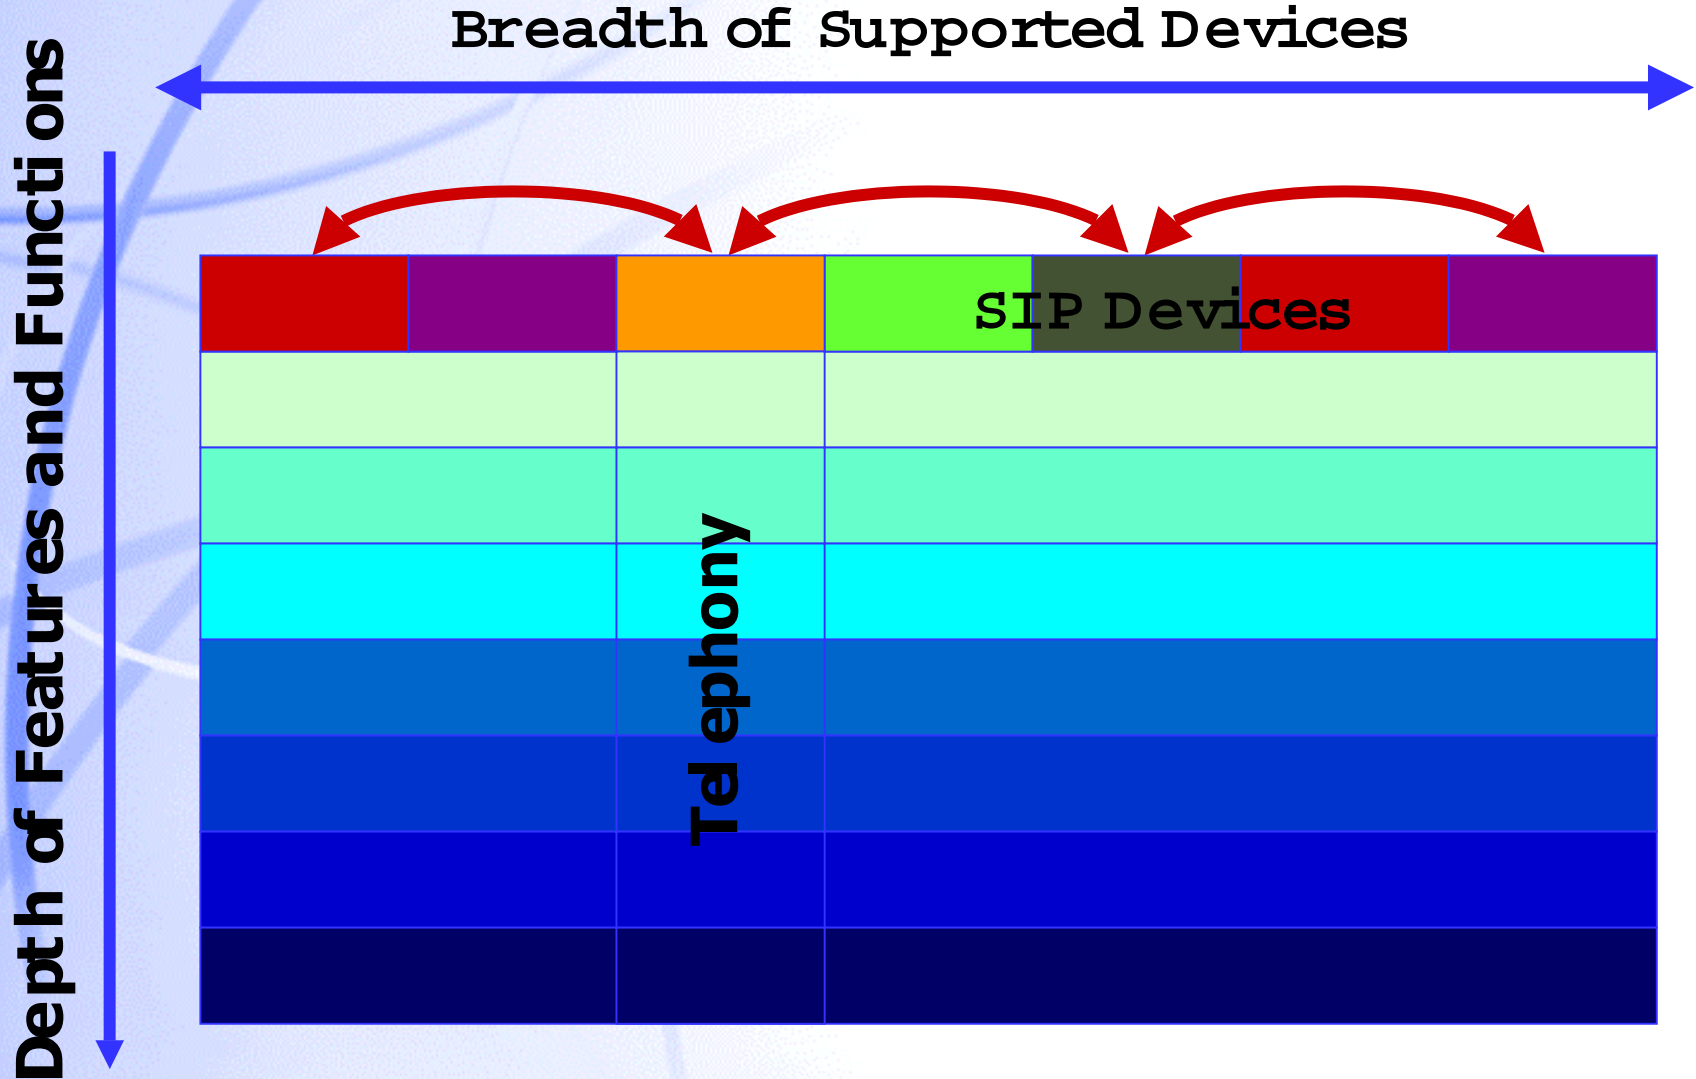 Breadth of Supported Devices
Depth of Features and Functions
SIP Devices
Telephony